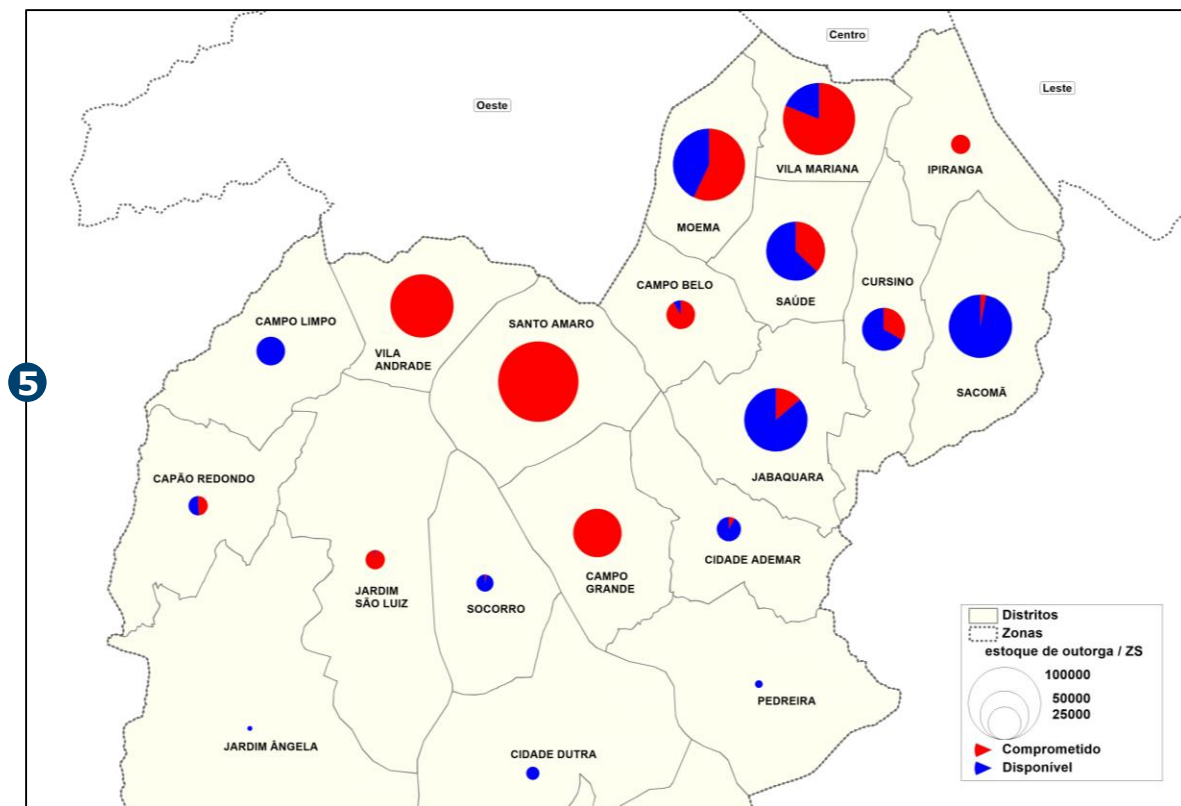 Centro
Oeste
Leste
VILA MARIANA
IPIRANGA
MOEMA
CAMPO BELO
SAÚDE
CURSINO
CAMPO LIMPO
SANTO AMARO
VILA
ANDRADE
5
SACOMÃ
CAPÃO REDONDO
JABAQUARA
CIDADE ADEMAR
JARDIM
SÃO LUIZ
SOCORRO
CAMPO
GRANDE
PEDREIRA
JARDIM ÂNGELA
CIDADE DUTRA
Distritos
Zonas
estoque de outorga / ZS
100000
50000
25000
Comprometido
Disponível